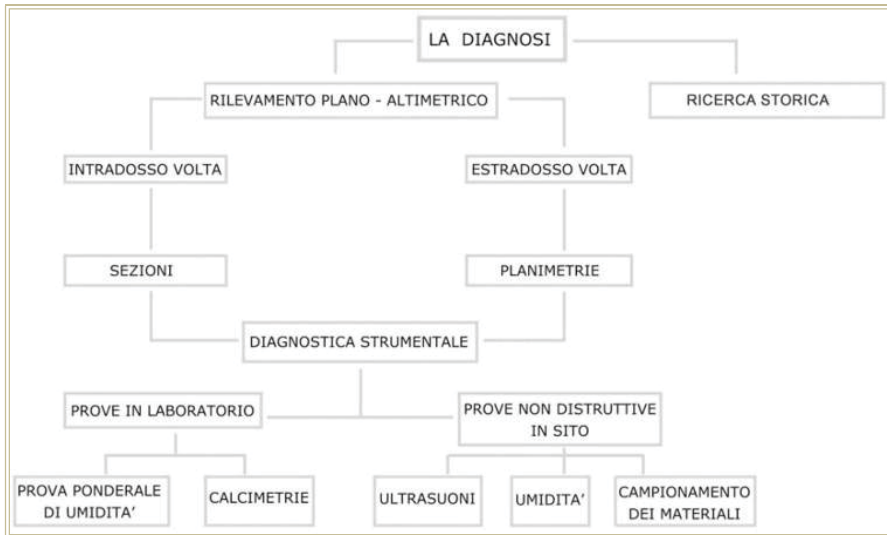 LA DIAGNOSI
RILEVAMENTO PLANO - ALTIMETRICO
RICERCA STORICA
INTRADOSSO VOLTA
ESTRADOSSO VOLTA
SEZIONI
PLANIMETRIE
DIAGNOSTICA STRUMENTALE
PROVE IN LABORATORIO
PROVE NON DISTRUTTIVE
IN SITO
PROVA PONDERALE
DI UMIDITA'
CALCIMETRIE
ULTRASUONI
UMIDITA'
CAMPIONAMENTO
DEI MATERIALI